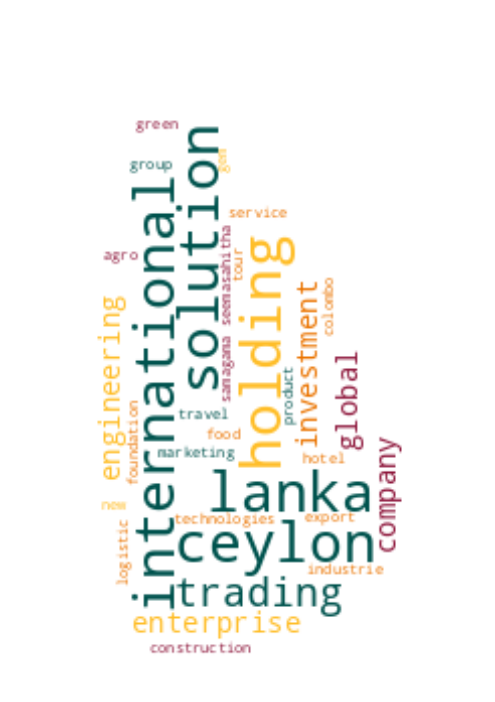 green
solution
group
gem
international
service
samagama seemasahitha
holding
tour
agro
colombo
investment
engineering
global
product
foundation
travel
food
company
marketing
hotel
lanka
new
technologies
export
logistic
ceylon
industrie
trading
enterprise
construction